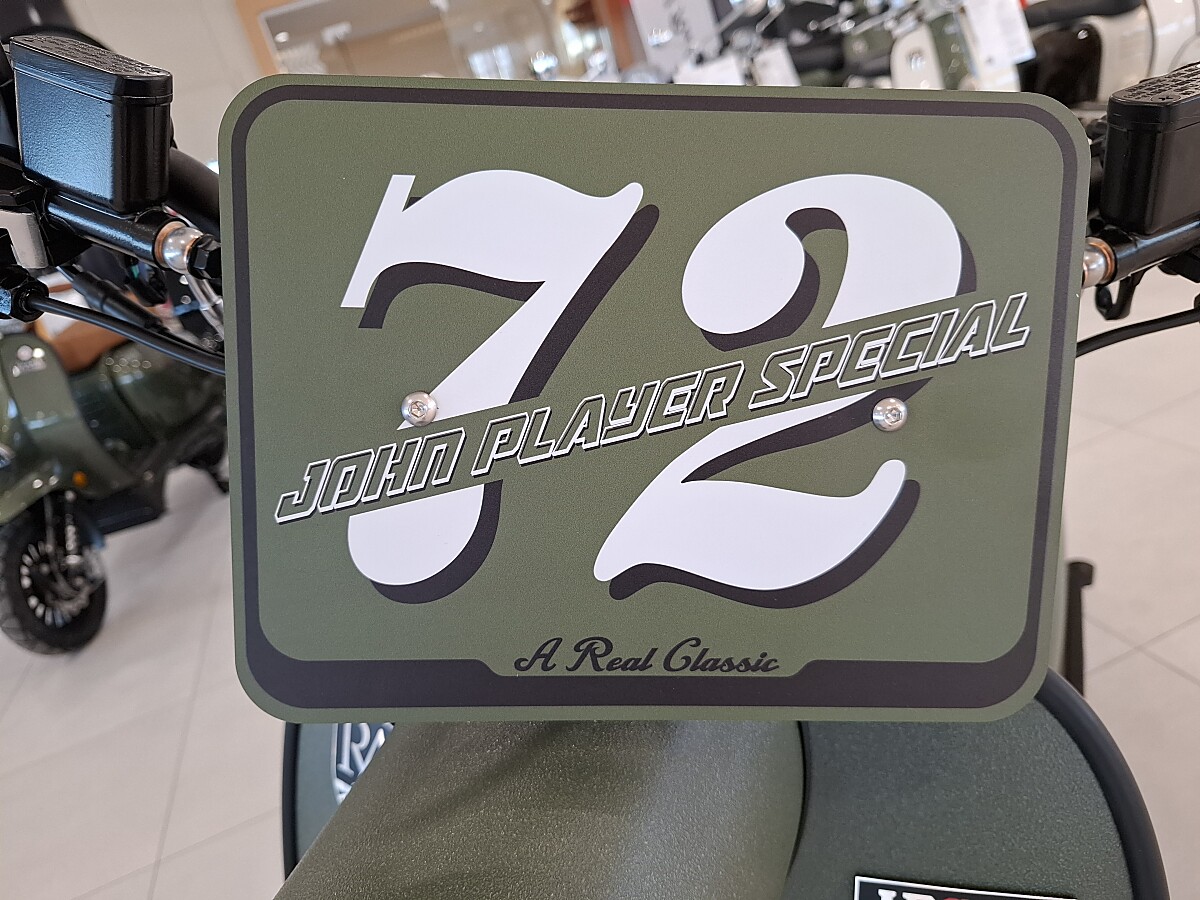 72
JOHN PLAYER SPECIAL
A Real Classic